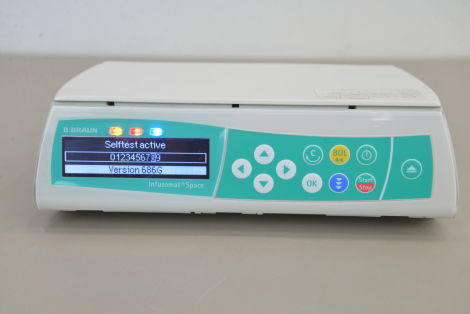 B|BRAUN
Selftest active
0123456789
Version 686G
Infusomat® Space
C
BOL
OK
Start
Stop